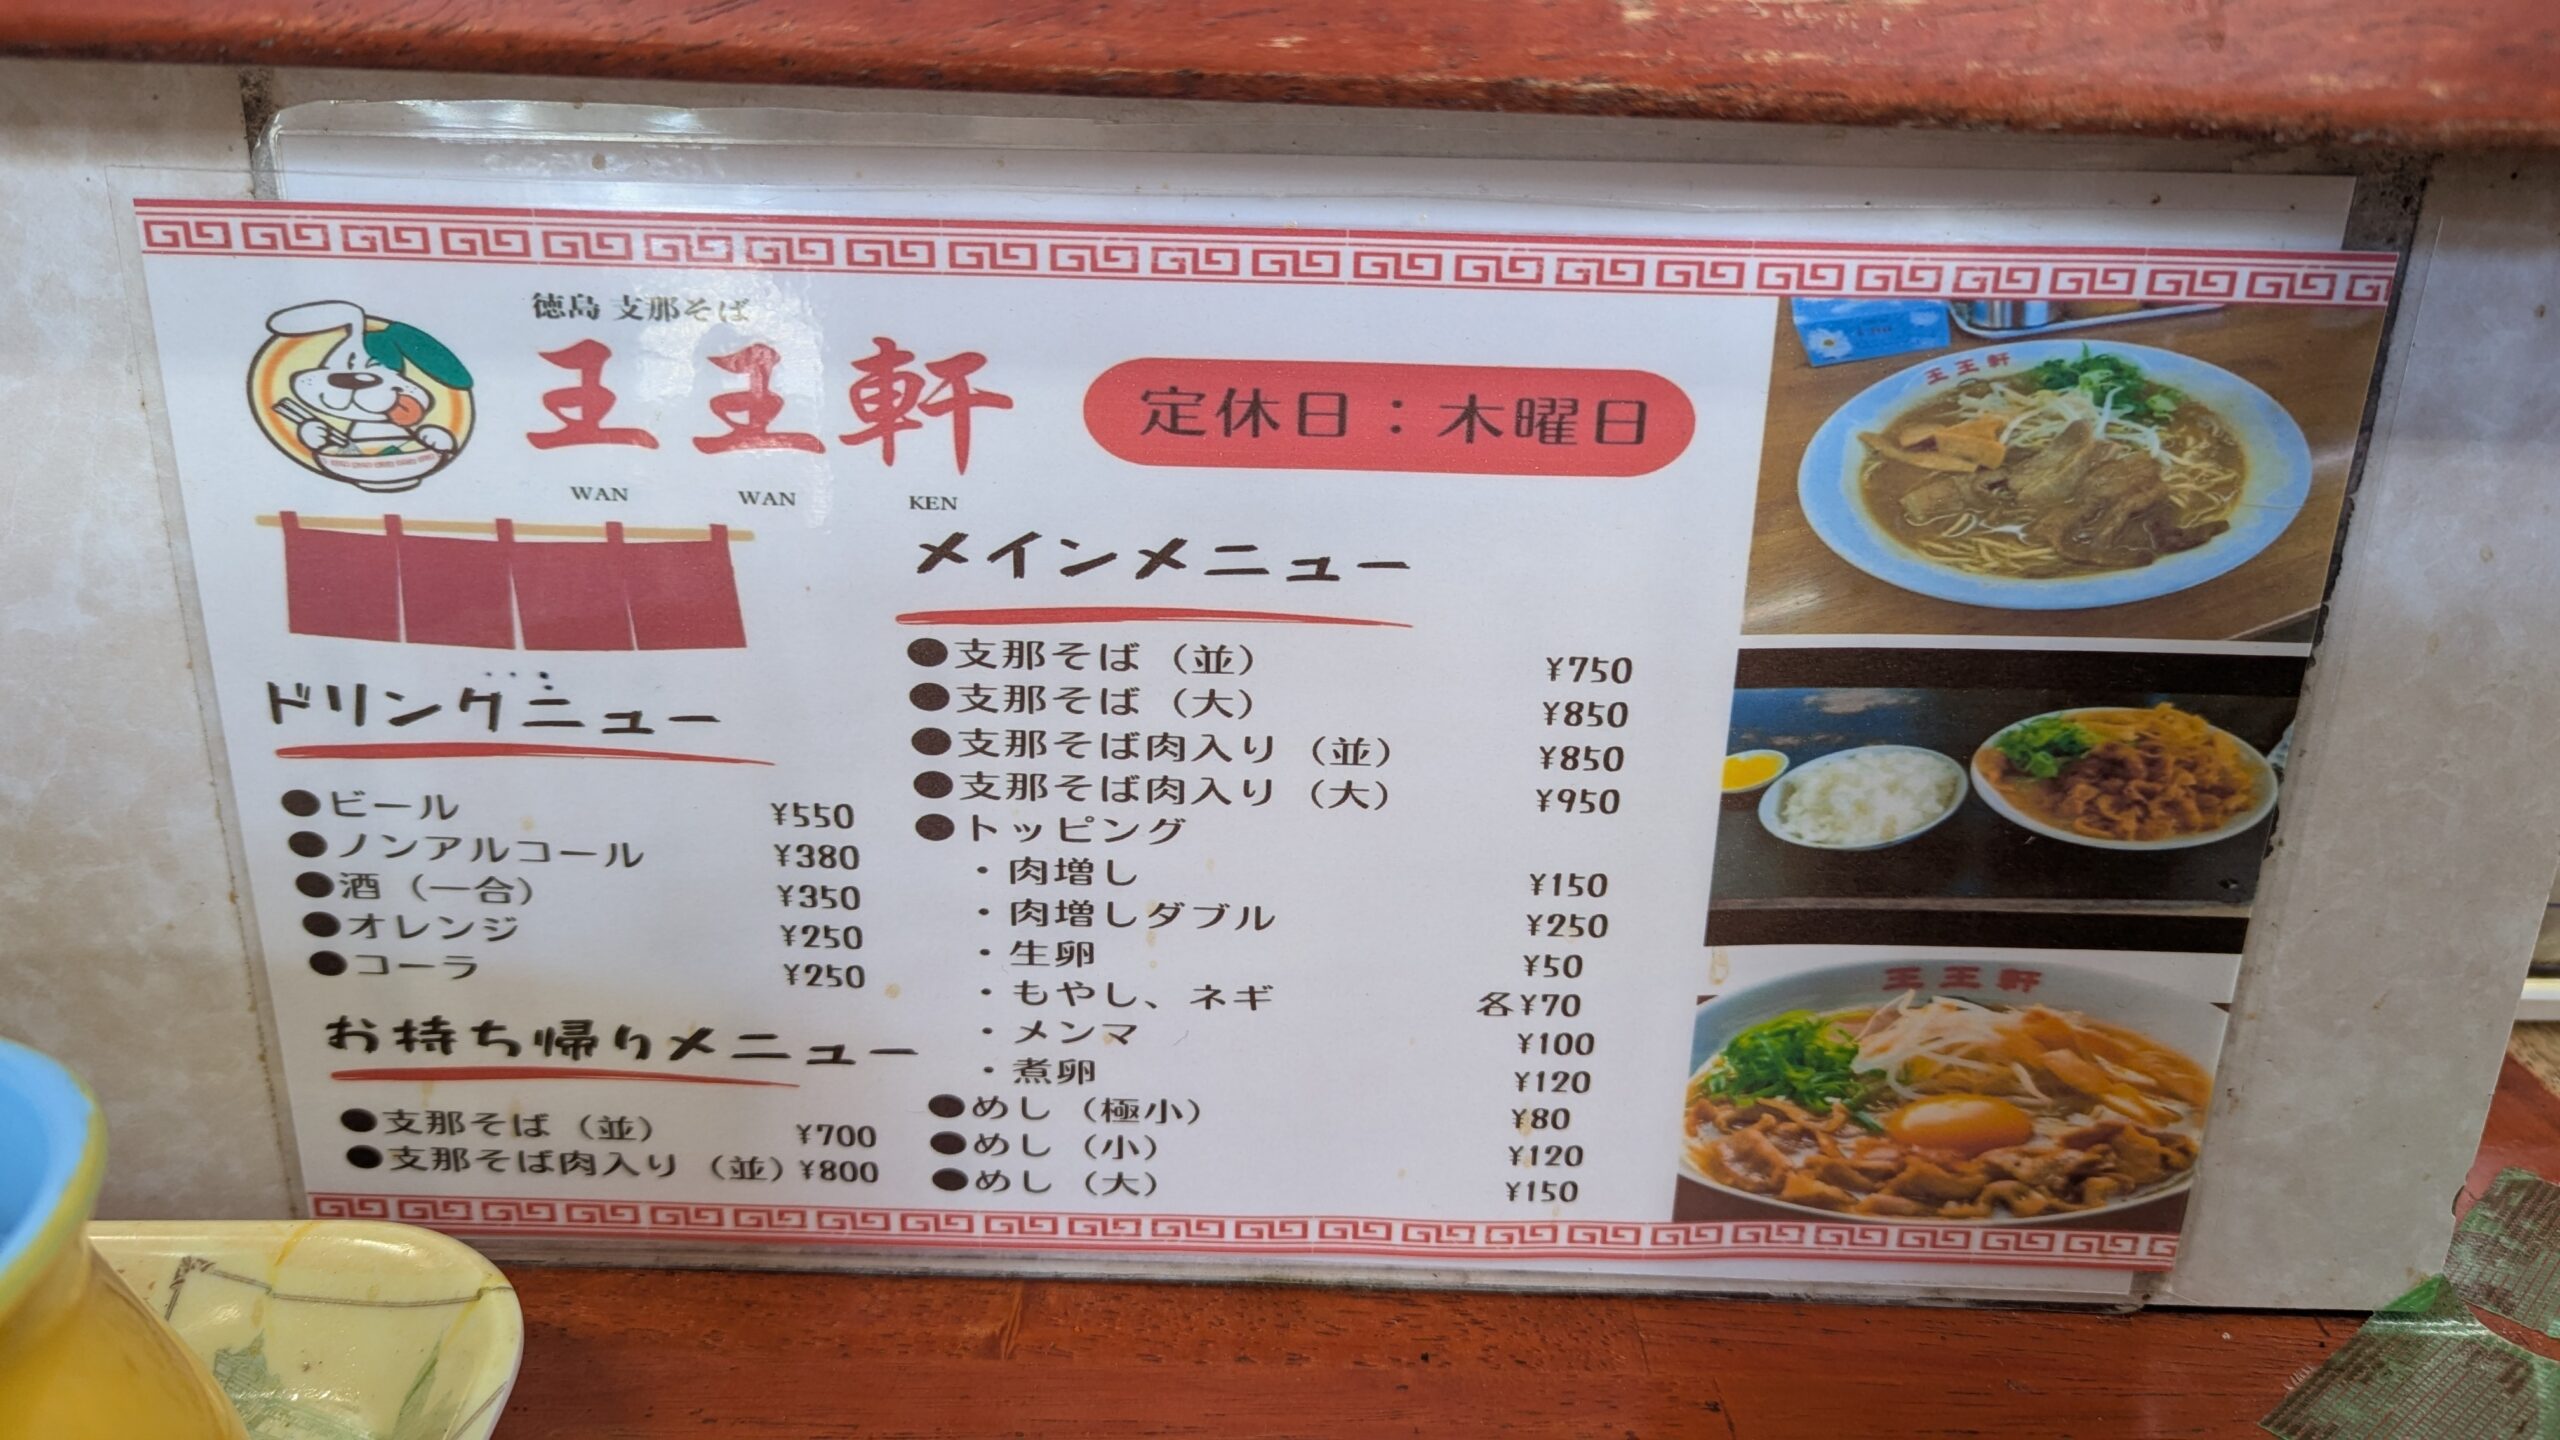 徳島 支那そば
王王軒
WAN WAN KEN
定休日：木曜日
ドリンクニュー
●ビール ¥550
●ノンアルコール ¥380
●酒（一合） ¥350
●オレンジ ¥250
●コーラ ¥250
お持ち帰りメニュー
●支那そば（並） ¥700
●支那そば肉入り（並） ¥800
メインメニュー
●支那そば（並） ¥750
●支那そば（大） ¥850
●支那そば肉入り（並） ¥850
●支那そば肉入り（大） ¥950
●トッピング
・肉増し ¥150
・肉増しダブル ¥250
・生卵 ¥50
・もやし、ネギ 各¥70
・メンマ ¥100
・煮卵 ¥120
●めし（極小） ¥80
●めし（小） ¥120
●めし（大） ¥150
王王軒
王王軒